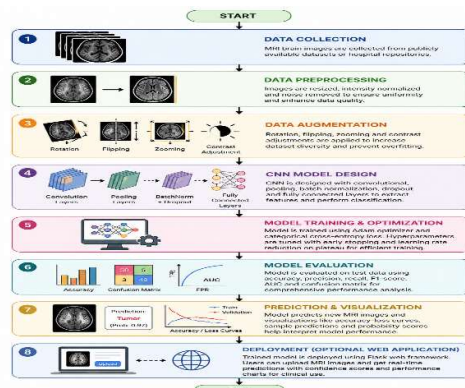 START
1
DATA COLLECTION
MRI brain images are collected from publicly
available datasets or hospital repositories.
2
DATA PREPROCESSING
Images are resized, intensity normalized
and noise removed to ensure uniformity
and enhance data quality.
3
Rotation
Flipping
Zooming
Contrast
Adjustment
DATA AUGMENTATION
Rotation, flipping, zooming and contrast
adjustments are applied to increase
dataset diversity and prevent overfitting.
4
Convolution
Layers
Pooling
Layers
BatchNorm
+ Dropout
Fully
Connected
Layers
CNN MODEL DESIGN
CNN is designed with convolutional,
pooling, batch normalization, dropout
and fully connected layers to extract
features and perform classification.
5
MODEL TRAINING & OPTIMIZATION
Model is trained using Adam optimizer and
categorical cross-entropy loss. Hyperparameters
are tuned with early stopping and learning rate
reduction on plateau for efficient training.
6
Accuracy
Confusion Matrix
AUC
FPR
MODEL EVALUATION
Model is evaluated on test data using
accuracy, precision, recall, F1-score,
AUC and confusion matrix for
comprehensive performance analysis.
7
Prediction:
Tumor
Train
Validation
Accuracy / Loss Curves
PREDICTION & VISUALIZATION
Model predicts new MRI images and
visualizations like accuracy-loss curves,
sample predictions and probability scores
help interpret model performance.
8
Upload
DEPLOYMENT (OPTIONAL WEB APPLICATION)
Trained model is deployed using Flask web framework.
Users can upload MRI images and get real-time
predictions with confidence scores and performance
charts for clinical use.